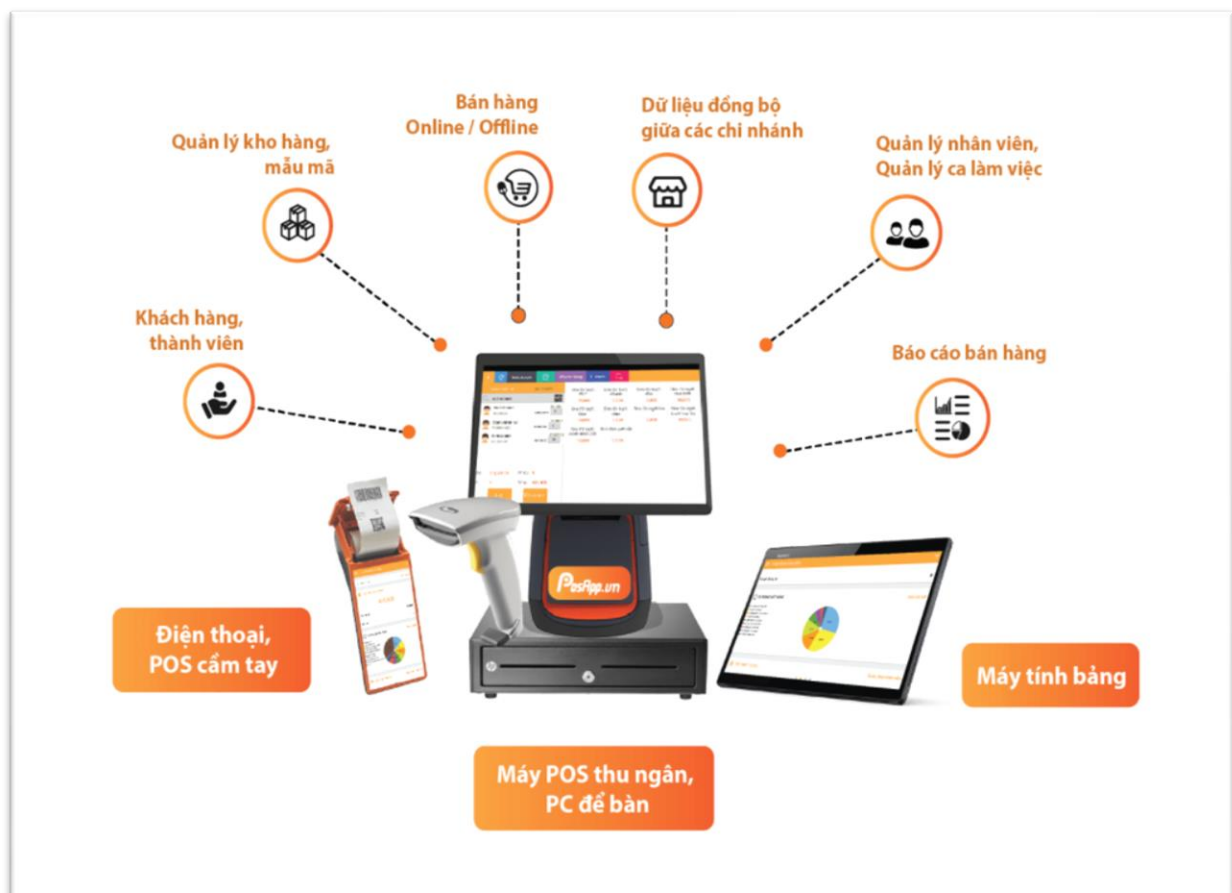 Bán hàng
Online / Offline
Dữ liệu đồng bộ
giữa các chi nhánh
Quản lý kho hàng,
mẫu mã
Quản lý nhân viên,
Quản lý ca làm việc
Khách hàng,
thành viên
Báo cáo bán hàng
PosApp.vn
Điện thoại,
POS cầm tay
Máy tính bảng
Máy POS thu ngân,
PC để bàn